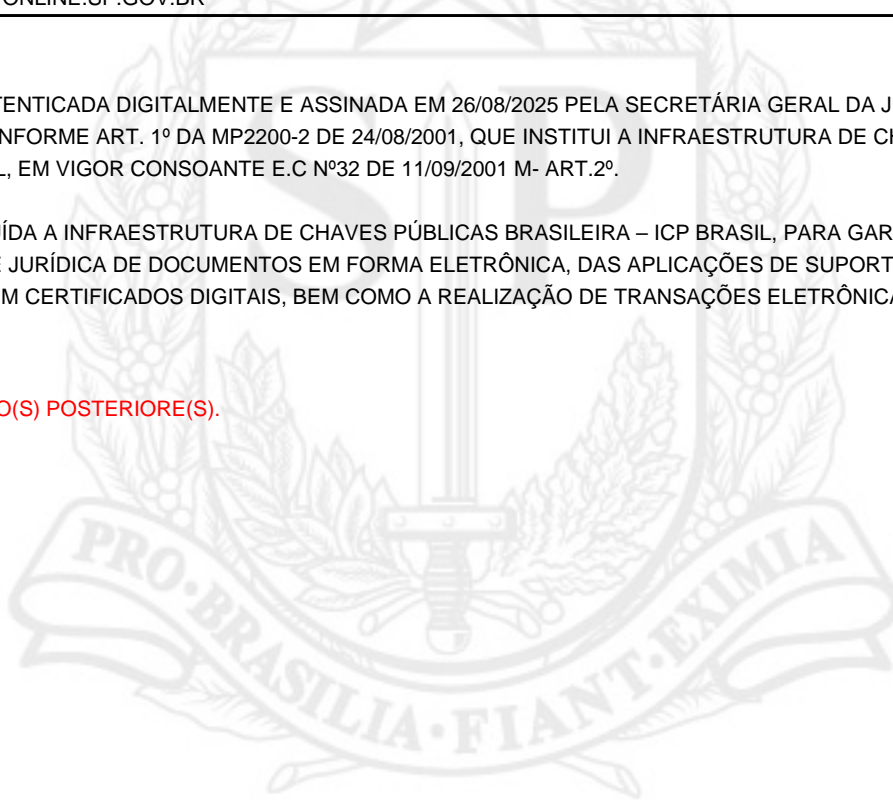 ONLINE.SP.GOV.BR
TENTICADA DIGITALMENTE E ASSINADA EM 26/08/2025 PELA SECRETÁRIA GERAL DA J
NFORME ART. 1º DA MP2200-2 DE 24/08/2001, QUE INSTITUI A INFRAESTRUTURA DE CH
L, EM VIGOR CONSOANTE E.C Nº32 DE 11/09/2001 M- ART.2º.
ÍDA A INFRAESTRUTURA DE CHAVES PÚBLICAS BRASILEIRA – ICP BRASIL, PARA GAR
E JURÍDICA DE DOCUMENTOS EM FORMA ELETRÔNICA, DAS APLICAÇÕES DE SUPORT
M CERTIFICADOS DIGITAIS, BEM COMO A REALIZAÇÃO DE TRANSAÇÕES ELETRÔNICA
O(S) POSTERIORE(S).
SP
PRO·BRASILIA·FIANT·EXIMIA